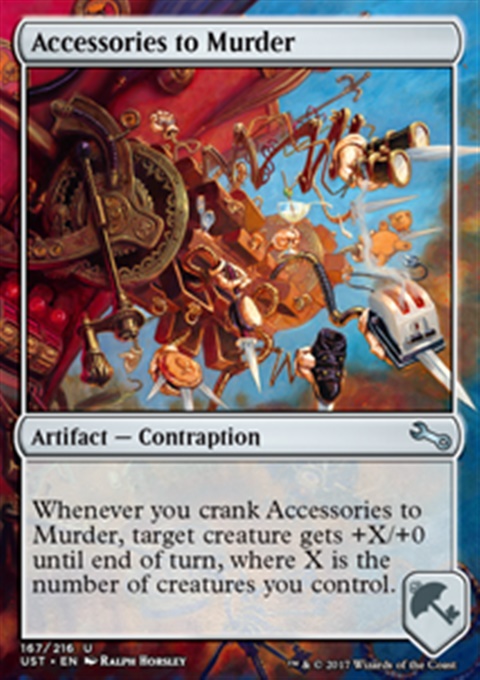 Accessories to Murder
Artifact — Contraption
Whenever you crank Accessories to
Murder, target creature gets +X/+0
until end of turn, where X is the
number of creatures you control.
167/216 U
UST • EN Ralph Horsley
™ & © 2017 Wizards of the Coast